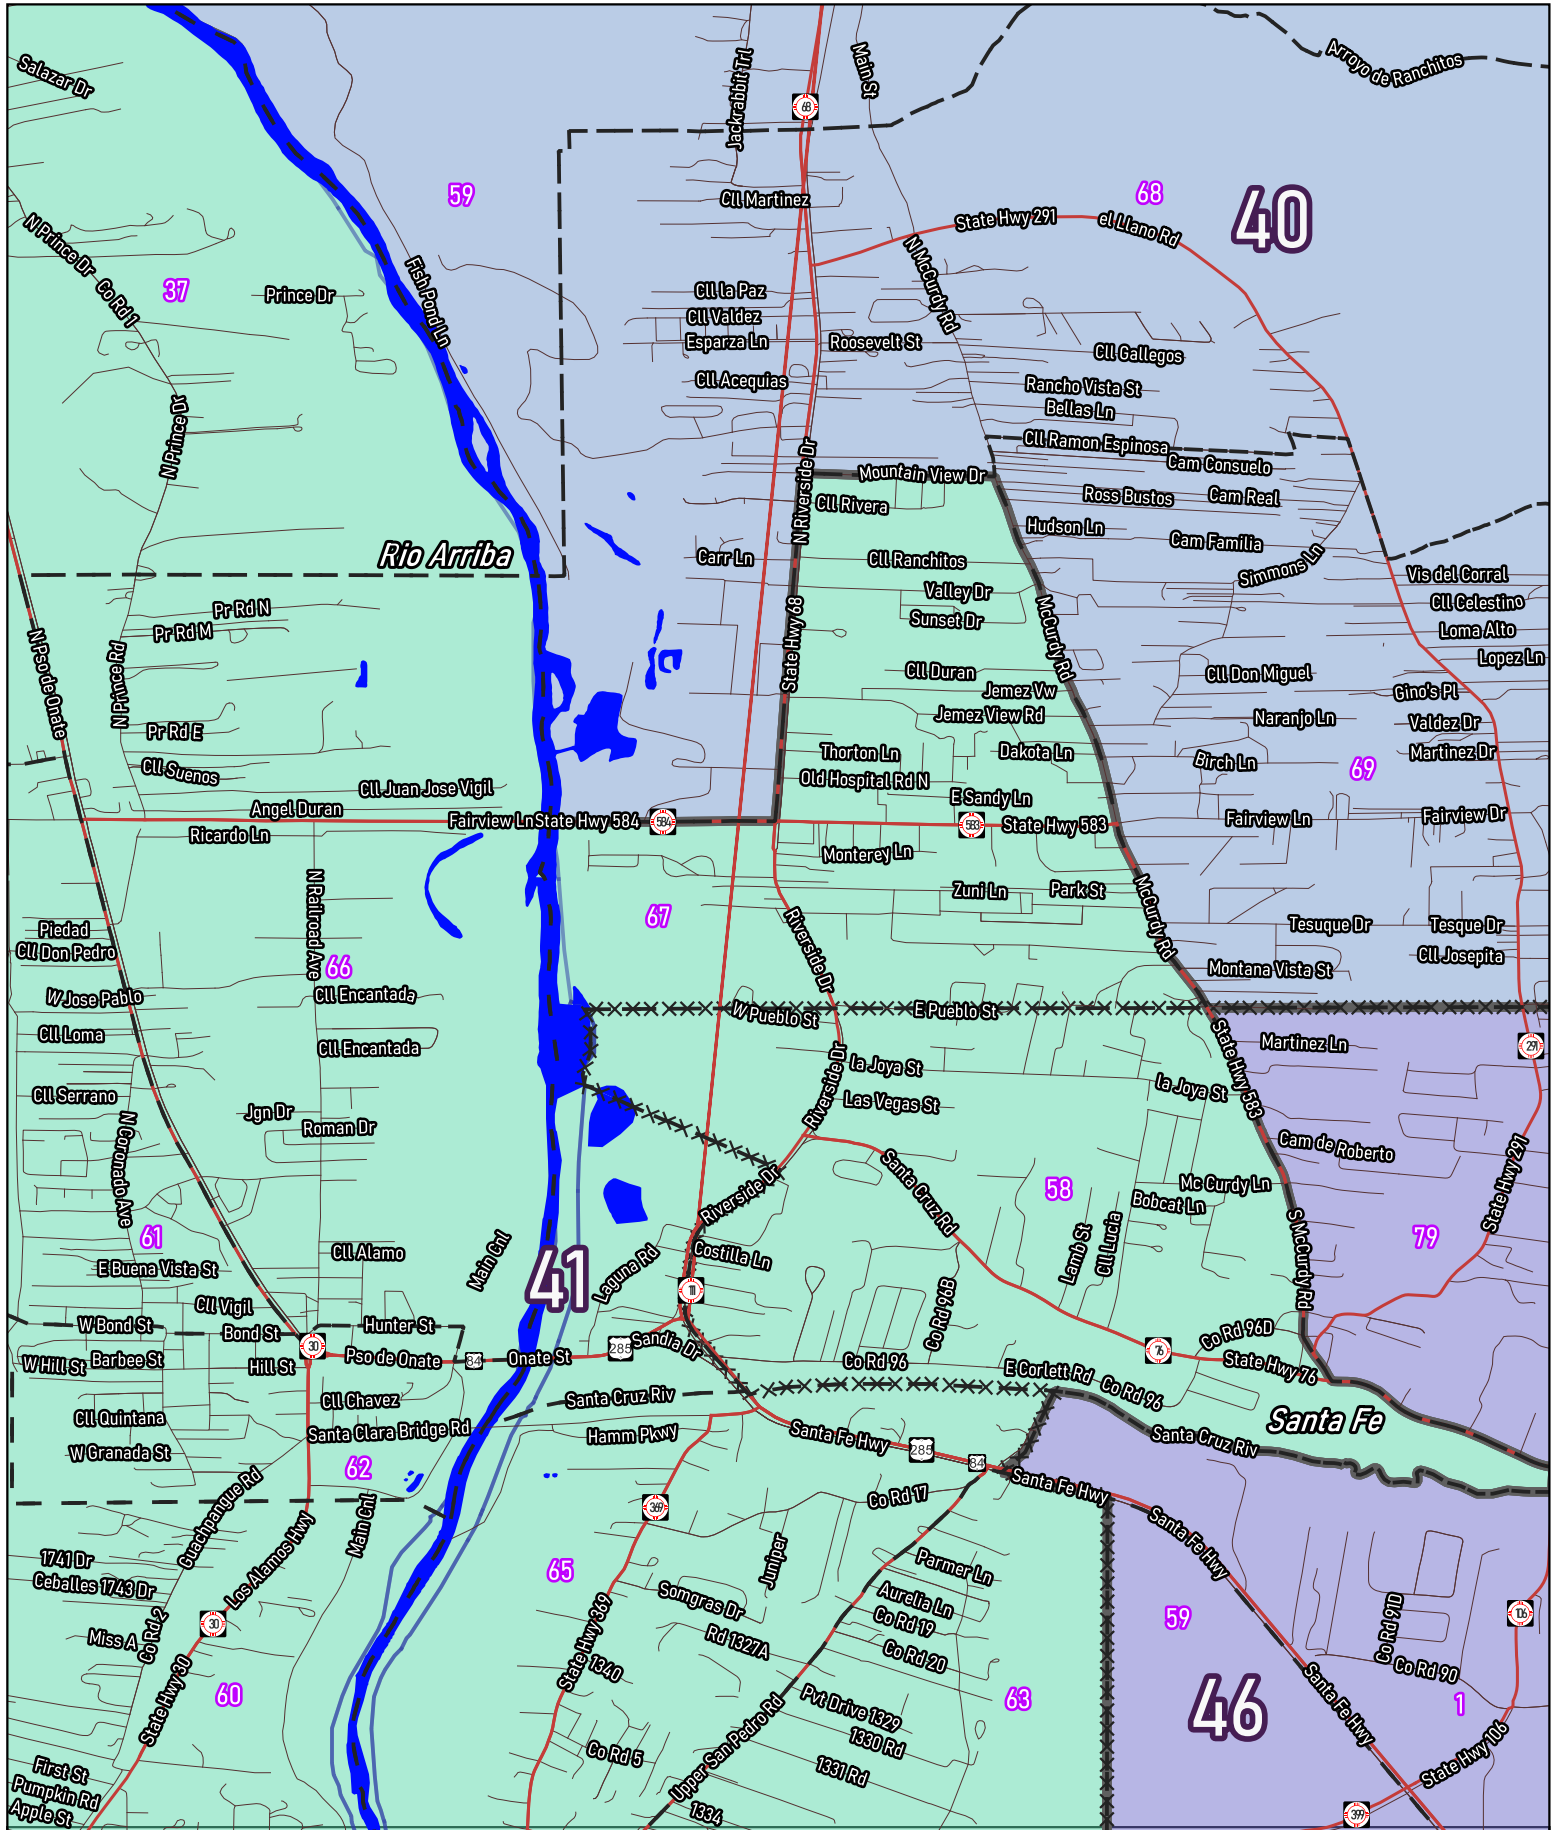 Salazar Dr
Jackrabbit Trl
Main St
Arroyo de Ranchitos
68
59
68
40
Cll Martinez
State Hwy 291
el Llano Rd
N Prince Dr
Co Rd 1
37
Prince Dr
Fish Pond Ln
N McCurdy Rd
Cll la Paz
Cll Valdez
Esparza Ln
Roosevelt St
Cll Gallegos
Cll Acequias
Rancho Vista St
Bellas Ln
N Prince Dr
Cll Ramon Espinosa
Cam Consuelo
N Riverside Dr
Mountain View Dr
Cll Rivera
Ross Bustos
Cam Real
Hudson Ln
Cam Familia
Rio Arriba
Carr Ln
Cll Ranchitos
Simmons Ln
Vis del Corral
Valley Dr
Cll Celestino
Pr Rd N
Sunset Dr
McCurdy Rd
Pr Rd M
Loma Alto
State Hwy 68
Lopez Ln
N Pso de Onate
N Prince Rd
Cll Duran
Cll Don Miguel
Jemez Vw
Gino's Pl
Jemez View Rd
Naranjo Ln
Valdez Dr
Pr Rd E
Thorton Ln
Dakota Ln
Martinez Dr
Cll Suenos
Old Hospital Rd N
Birch Ln
69
Cll Juan Jose Vigil
E Sandy Ln
Angel Duran
Fairview Ln
State Hwy 584
584
583
State Hwy 583
Fairview Ln
Fairview Dr
Ricardo Ln
Monterey Ln
N Railroad Ave
Zuni Ln
Park St
McCurdy Rd
67
Piedad
Riverside Dr
Tesuque Dr
Tesque Dr
Cll Don Pedro
66
Montana Vista St
Cll Josepita
W Jose Pablo
Cll Encantada
W Pueblo St
E Pueblo St
Cll Loma
Cll Encantada
State Hwy 583
Martinez Ln
291
la Joya St
Riverside Dr
la Joya St
Cll Serrano
Las Vegas St
Jgn Dr
Roman Dr
N Coronado Ave
Cam de Roberto
Santa Cruz Rd
58
Mc Curdy Ln
Bobcat Ln
State Hwy 291
Riverside Dr
61
79
Cll Alamo
Main Cnl
41
Laguna Rd
Costilla Ln
Lamb St
Cll Lucia
S McCurdy Rd
E Buena Vista St
Cll Vigil
111
Co Rd 96B
W Bond St
Bond St
Hunter St
30
Co Rd 96D
W Hill St
Barbee St
Hill St
Pso de Onate
84
Onate St
285
Sandia Dr
Co Rd 96
76
State Hwy 76
E Corlett Rd
Co Rd 96
Cll Chavez
Santa Cruz Riv
Cll Quintana
Santa Clara Bridge Rd
Hamm Pkwy
Santa Fe Hwy
Santa Fe
W Granada St
285
84
Santa Cruz Riv
62
Santa Fe Hwy
Guachpangue Rd
Main Cnl
369
Co Rd 17
Santa Fe Hwy
Los Alamos Hwy
1741 Dr
Ceballes 1743 Dr
65
Juniper
Parmer Ln
Somgras Dr
Aurelia Ln
30
Co Rd 2
State Hwy 369
Co Rd 19
59
Co Rd 91D
106
Miss A
Rd 1327A
Co Rd 20
1340
Co Rd 90
State Hwy 30
60
63
46
1
Santa Fe Hwy
Pvt Drive 1329
1330 Rd
Co Rd 5
Upper San Pedro Rd
1331 Rd
State Hwy 106
First St
Pumpkin Rd
Apple St
1334
399